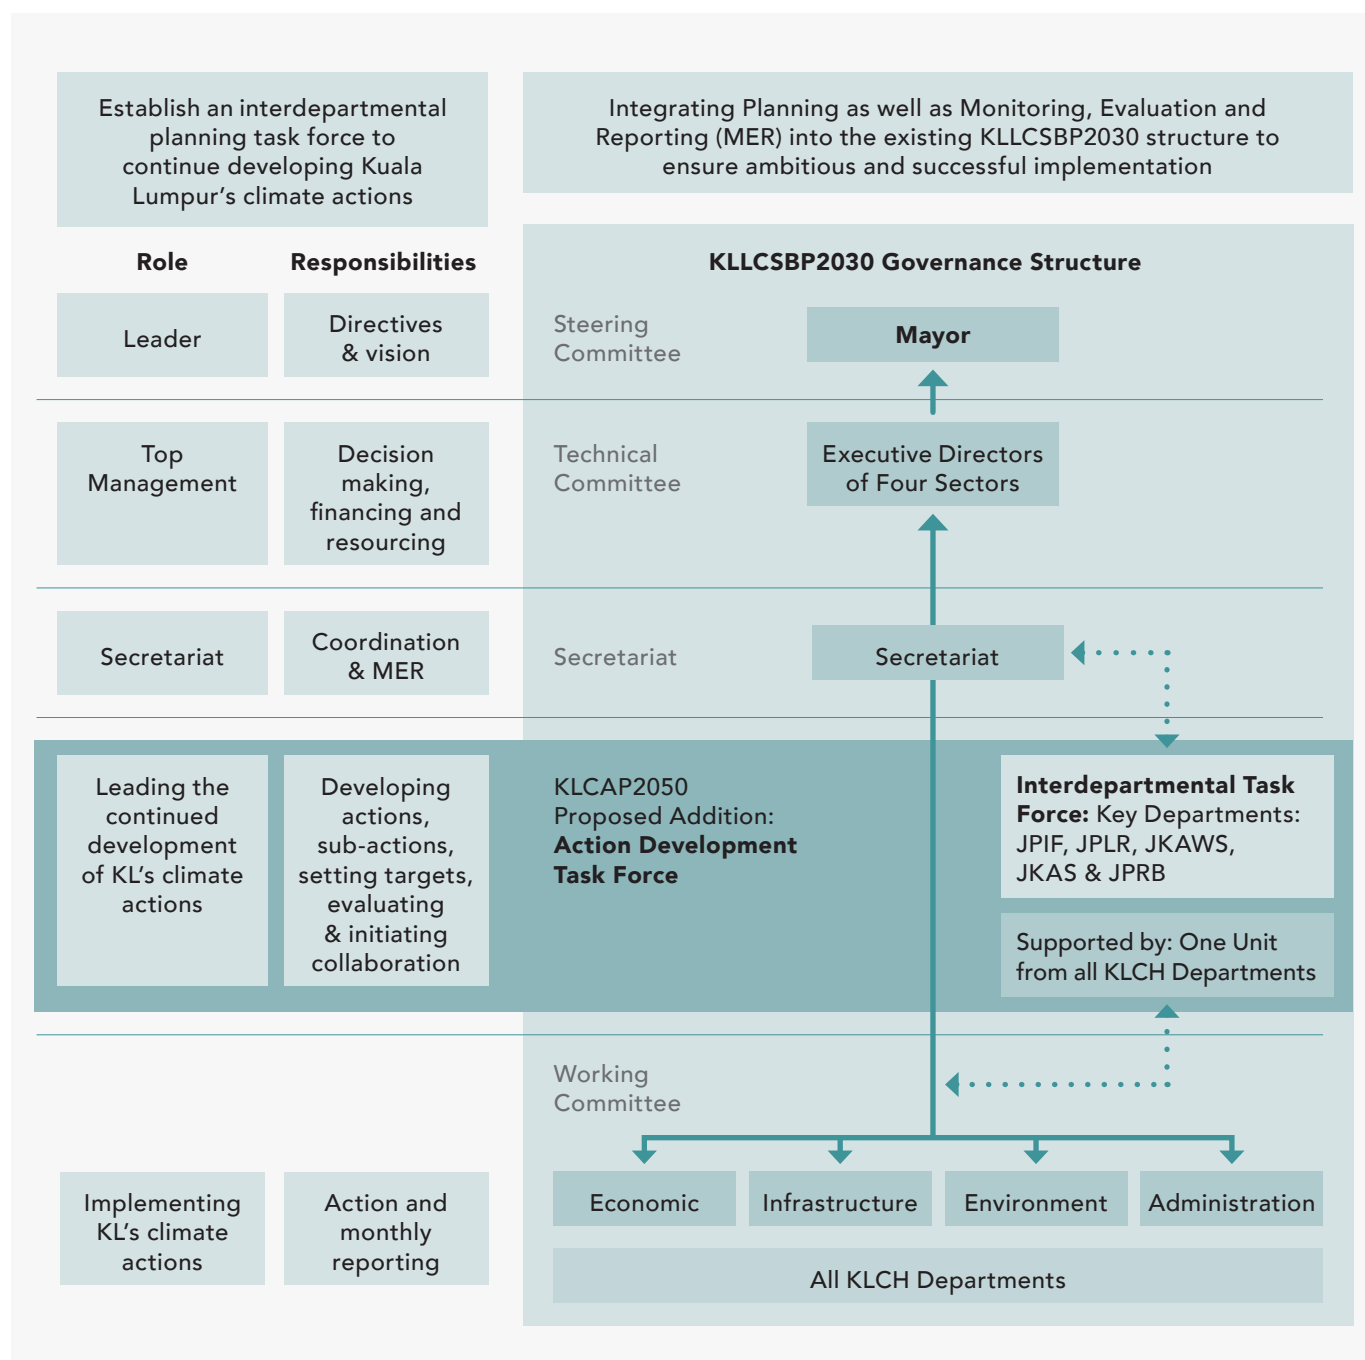 Establish an interdepartmental
planning task force to
continue developing Kuala
Lumpur’s climate actions
Integrating Planning as well as Monitoring, Evaluation and
Reporting (MER) into the existing KLLCSBP2030 structure to
ensure ambitious and successful implementation
Role
Responsibilities
KLLCSBP2030 Governance Structure
Leader
Directives
& vision
Steering
Committee
Mayor
Top
Management
Decision
making,
financing and
resourcing
Technical
Committee
Executive Directors
of Four Sectors
Secretariat
Coordination
& MER
Secretariat
Secretariat
Leading the
continued
development
of KL’s climate
actions
Developing
actions,
sub-actions,
setting targets,
evaluating
& initiating
collaboration
KLCAP2050
Proposed Addition:
Action Development
Task Force
Interdepartmental Task
Force: Key Departments:
JPIF, JPLR, JKAWS,
JKAS & JPRB
Supported by: One Unit
from all KLCH Departments
Working
Committee
Implementing
KL’s climate
actions
Action and
monthly
reporting
Economic
Infrastructure
Environment
Administration
All KLCH Departments